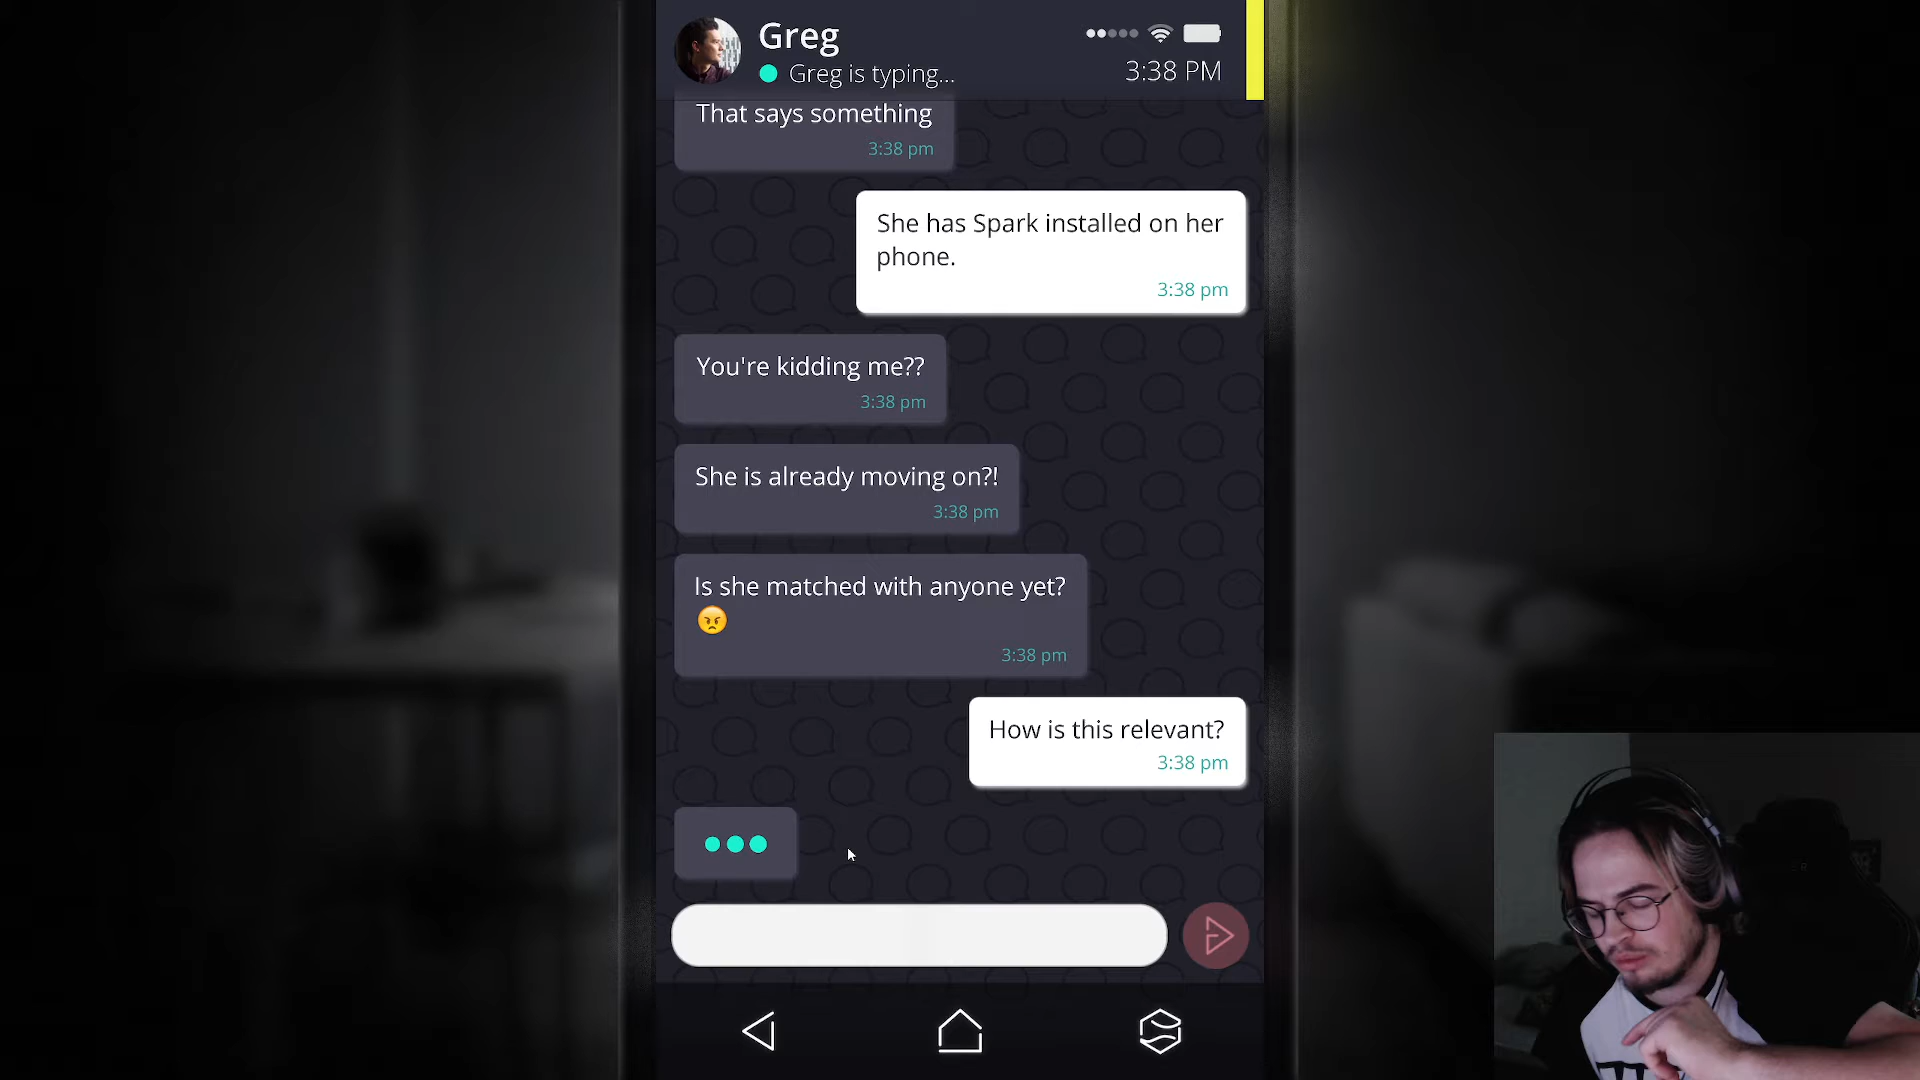 Greg
Greg is typing...
3:38 PM
That says something
3:38 pm
She has Spark installed on her
phone.
3:38 pm
You're kidding me??
3:38 pm
She is already moving on?!
3:38 pm
Is she matched with anyone yet?
😠
3:38 pm
How is this relevant?
3:38 pm